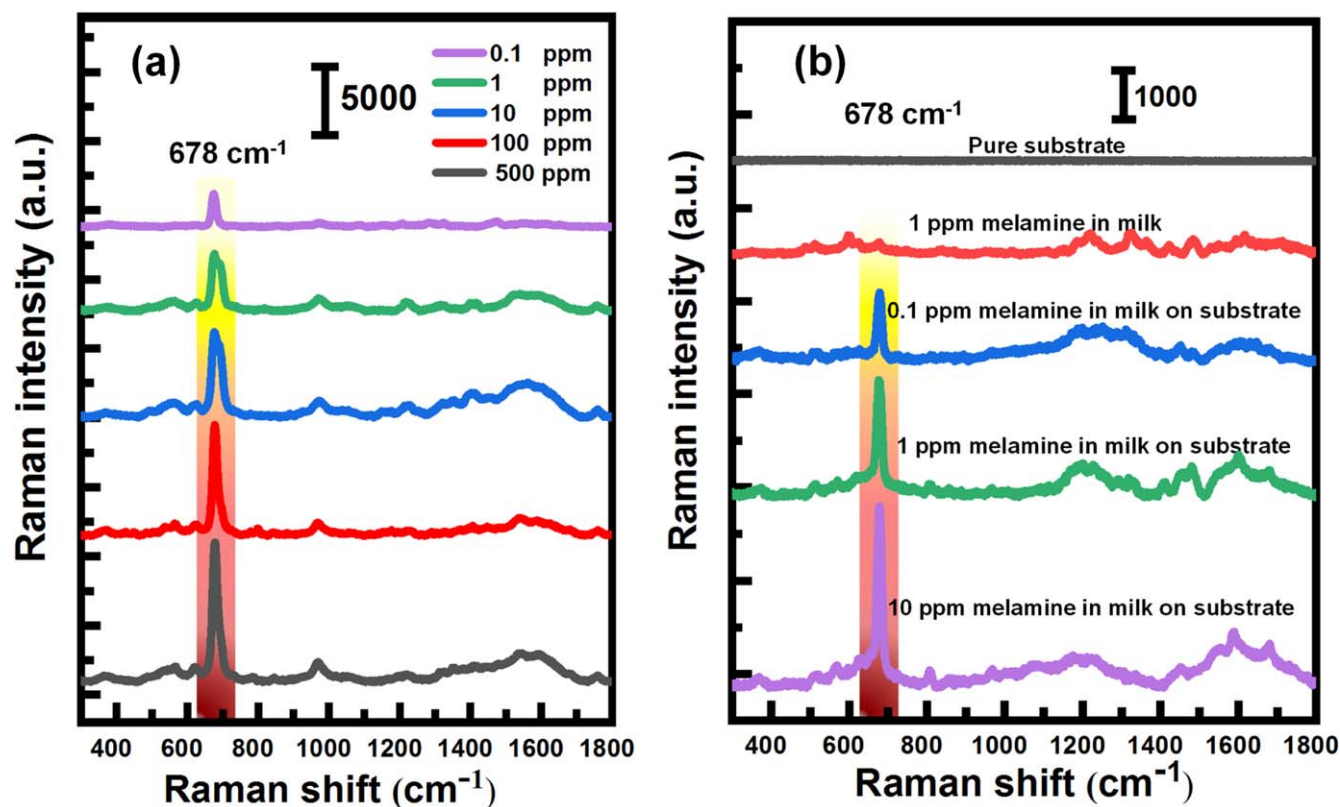 (a)
0.1 ppm
1 ppm
10 ppm
100 ppm
500 ppm
5000
678 cm⁻¹
Raman intensity (a.u.)
400 600 800 1000 1200 1400 1600 1800
Raman shift (cm⁻¹)
(b)
1000
678 cm⁻¹
Pure substrate
1 ppm melamine in milk
0.1 ppm melamine in milk on substrate
1 ppm melamine in milk on substrate
10 ppm melamine in milk on substrate
Raman intensity (a.u.)
400 600 800 1000 1200 1400 1600 1800
Raman shift (cm⁻¹)